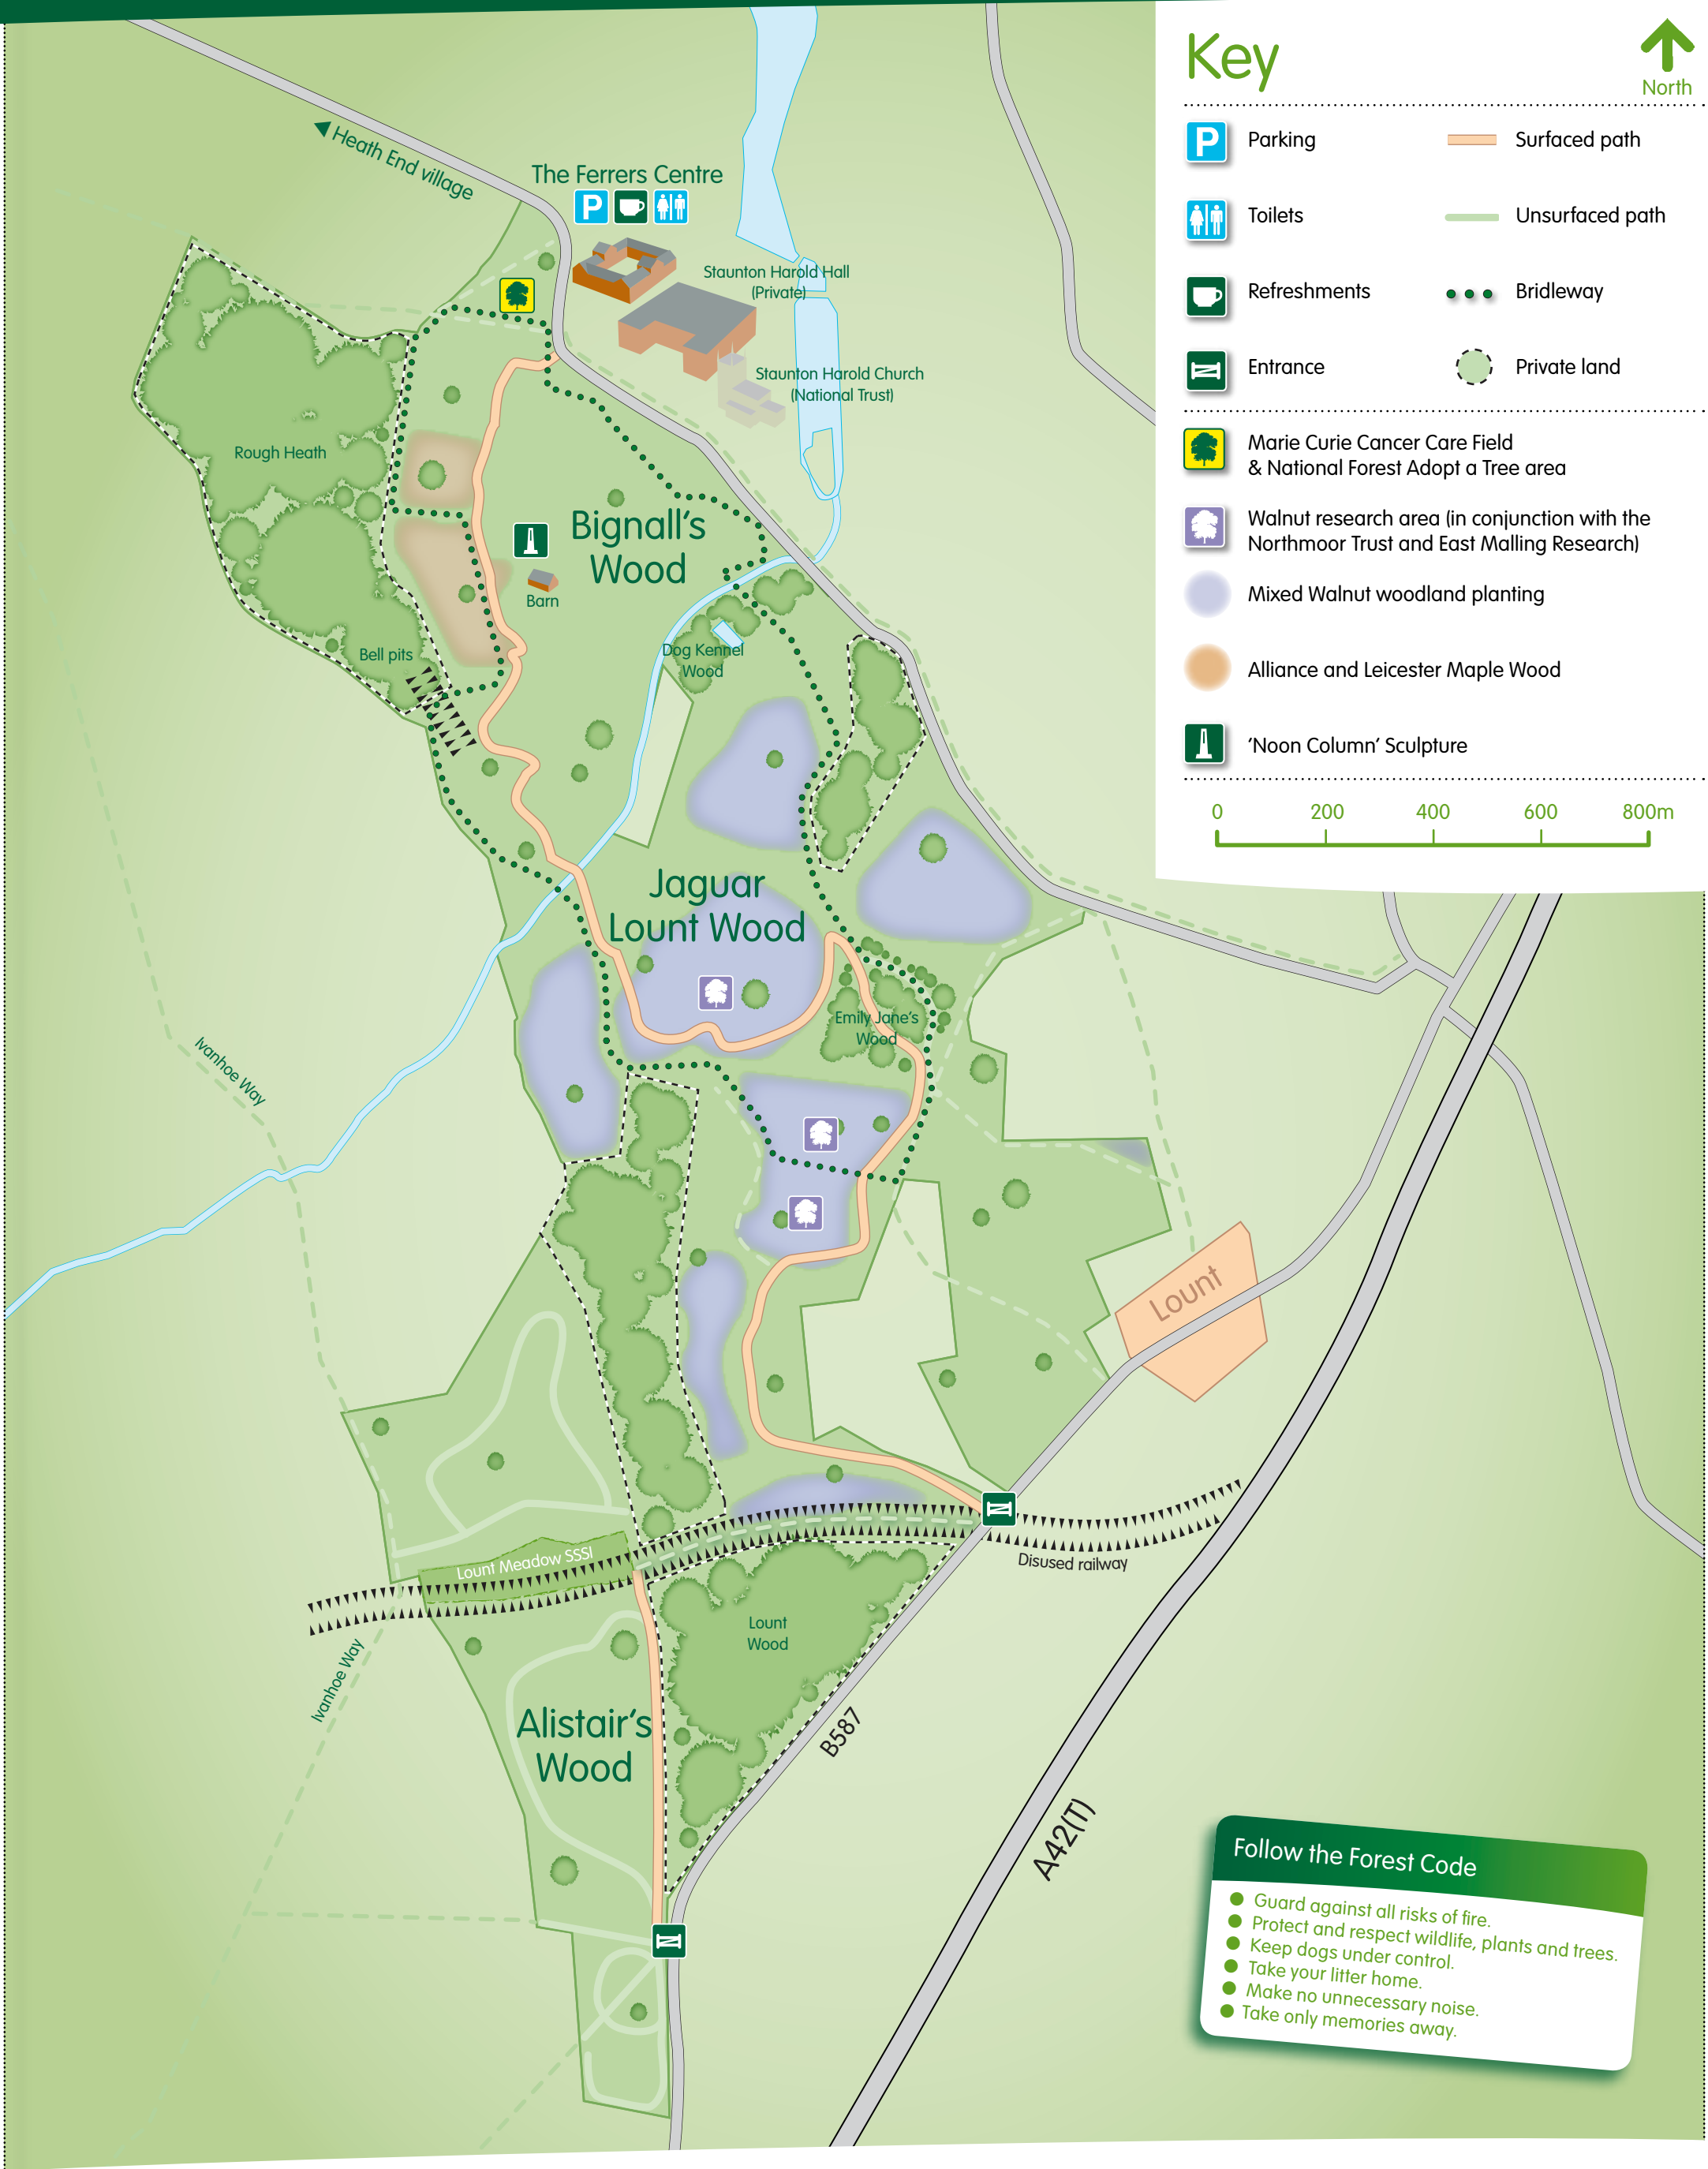 Key
North
Parking
Surfaced path
Toilets
Unsurfaced path
Refreshments
Bridleway
Entrance
Private land
Marie Curie Cancer Care Field
& National Forest Adopt a Tree area
Walnut research area (in conjunction with the
Northmoor Trust and East Malling Research)
Mixed Walnut woodland planting
Alliance and Leicester Maple Wood
‘Noon Column’ Sculpture
0 200 400 600 800m
Heath End village
The Ferrers Centre
P
Staunton Harold Hall
(Private)
Staunton Harold Church
(National Trust)
Rough Heath
Bignall’s
Wood
Barn
Bell pits
Dog Kennel
Wood
Jaguar
Lount Wood
Emily Jane’s
Wood
Ivanhoe Way
Lount
Lount Meadow SSSI
Disused railway
Lount
Wood
Ivanhoe Way
Alistair’s
Wood
B587
A42(T)
Follow the Forest Code
Guard against all risks of fire.
Protect and respect wildlife, plants and trees.
Keep dogs under control.
Take your litter home.
Make no unnecessary noise.
Take only memories away.
P